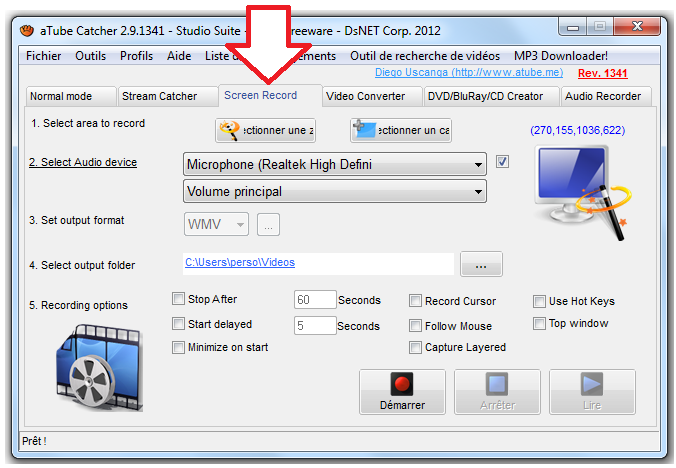 aTube Catcher 2.9.1341 - Studio Suite - freeware - DsNET Corp. 2012
Fichier Outils Profils Aide Liste d ements Outil de recherche de vidéos MP3 Downloader!
Diego Uscanga (http://www.atube.me) Rev. 1341
Normal mode Stream Catcher Screen Record Video Converter DVD/BluRay/CD Creator Audio Recorder
1. Select area to record ectionner une z ectionner un ca (270,155,1036,622)
2. Select Audio device Microphone (Realtek High Defini
Volume principal
3. Set output format WMV ...
4. Select output folder C:\Users\perso\Videos ...
5. Recording options Stop After 60 Seconds Record Cursor Use Hot Keys
Start delayed 5 Seconds Follow Mouse Top window
Minimize on start Capture Layered
Démarrer Arrêter Lire
Prêt !